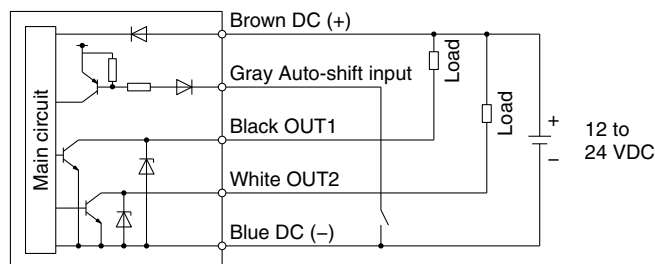 Brown DC (+)
Gray Auto-shift input
Black OUT1
White OUT2
Blue DC (−)
Main circuit
Load
Load
+
−
12 to
24 VDC